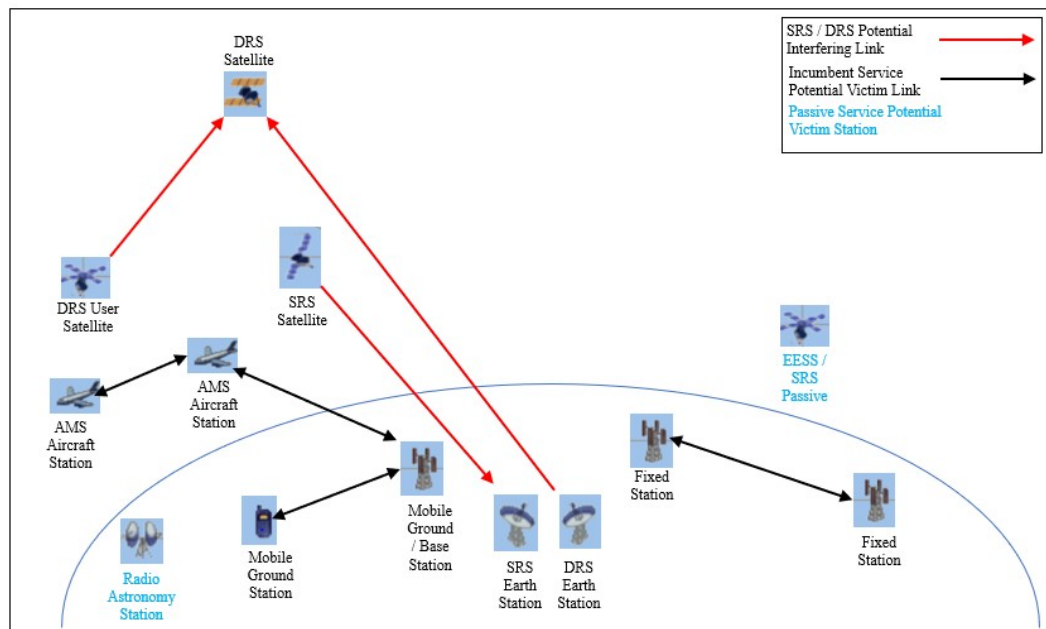 DRS
Satellite
SRS / DRS Potential
Interfering Link
Incumbent Service
Potential Victim Link
Passive Service Potential
Victim Station
DRS User
Satellite
SRS
Satellite
EESS /
SRS
Passive
AMS
Aircraft
Station
AMS
Aircraft
Station
Fixed
Station
Mobile
Ground
/ Base
Station
Fixed
Station
Mobile
Ground
Station
SRS
Earth
Station
DRS
Earth
Station
Radio
Astronomy
Station